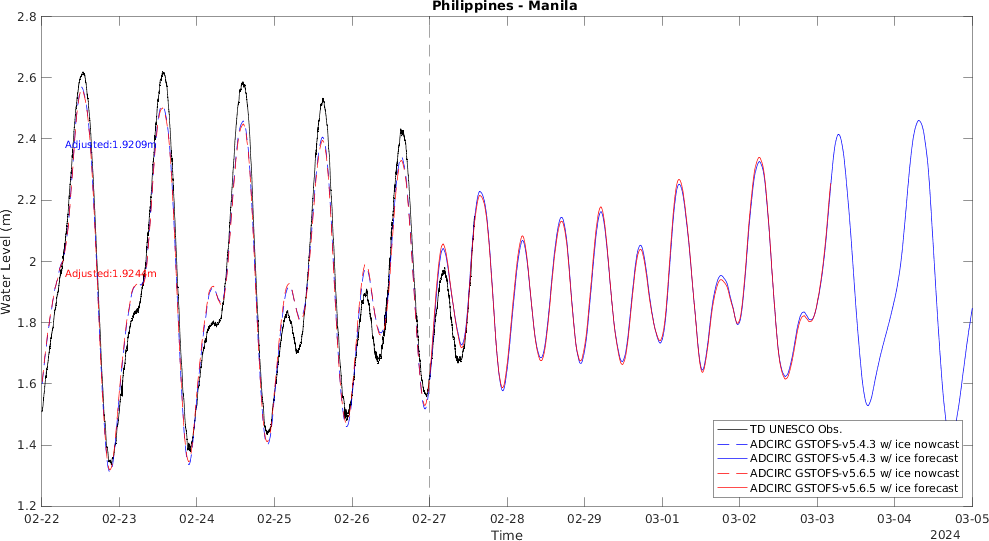 Philippines - Manila
2.8
2.6
2.4
2.2
2
1.8
1.6
1.4
1.2
Water Level (m)
Adjusted:1.9209m
Adjusted:1.9244m
TD UNESCO Obs.
ADCIRC GSTOFS-v5.4.3 w/ ice nowcast
ADCIRC GSTOFS-v5.4.3 w/ ice forecast
ADCIRC GSTOFS-v5.6.5 w/ ice nowcast
ADCIRC GSTOFS-v5.6.5 w/ ice forecast
02-22 02-23 02-24 02-25 02-26 02-27 02-28 02-29 03-01 03-02 03-03 03-04 03-05
Time
2024